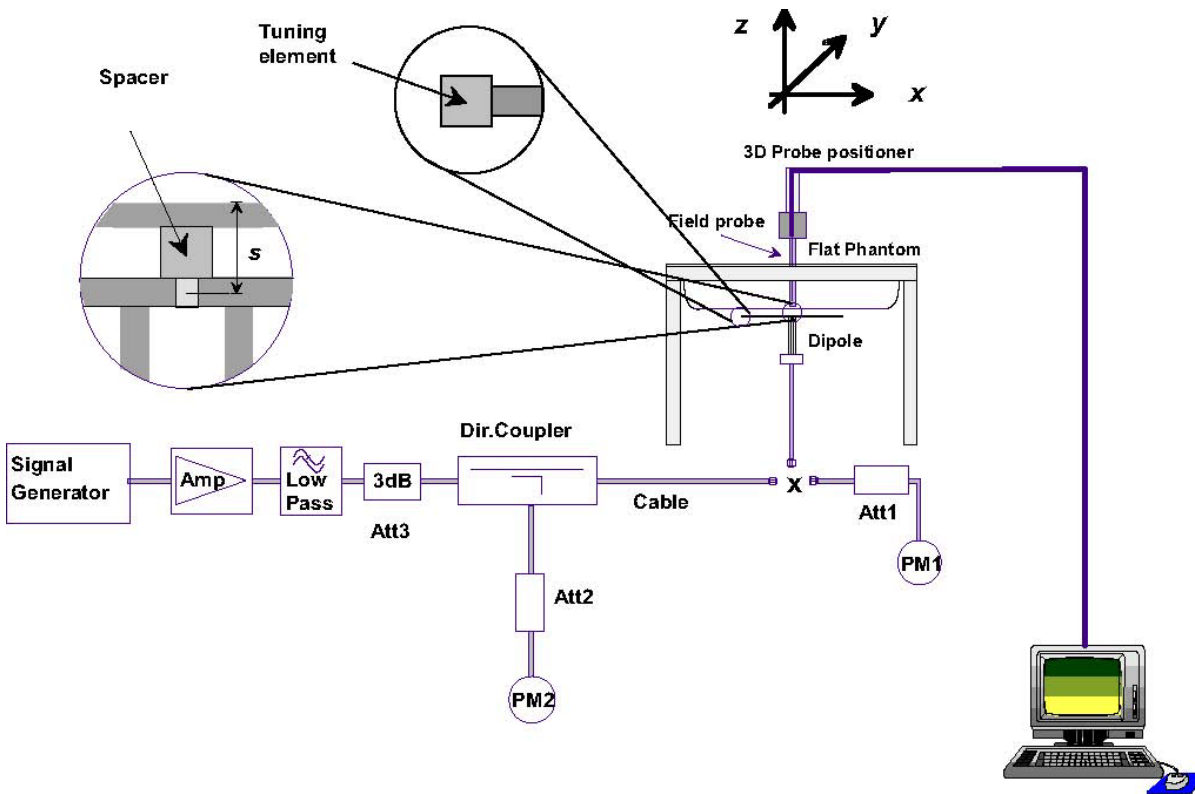 Tuning
element
Spacer
z
y
x
3D Probe positioner
Field probe
Flat Phantom
s
Dipole
Dir.Coupler
Signal
Generator
Amp
Low
Pass
3dB
Att3
Cable
x
Att1
PM1
Att2
PM2